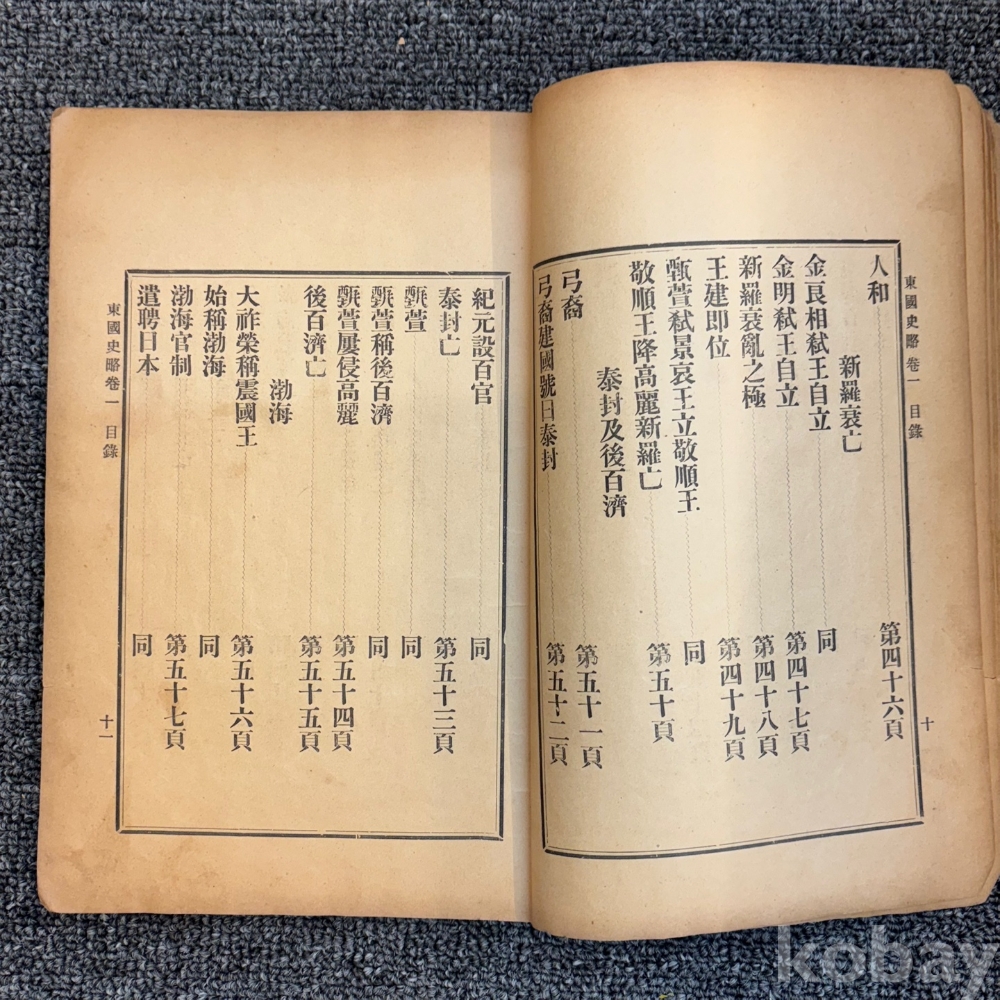 東國史略 卷一 目錄 十
人和 第四十六頁
新羅衰亡
金良相弑王自立 同
金明弑王自立 第四十七頁
新羅衰亂之極 第四十八頁
王建即位 第四十九頁
甄萱弑景哀王立敬順王 同
敬順王降高麗新羅亡 第五十頁
泰封及後百濟
弓裔 第五十一頁
弓裔建國號曰泰封 第五十二頁
紀元設百官 同
泰封亡 第五十三頁
甄萱 同
甄萱稱後百濟 同
甄萱屢侵高麗 第五十四頁
後百濟亡 第五十五頁
渤海
大祚榮稱震國王 第五十六頁
始稱渤海 同
渤海官制 第五十七頁
遣聘日本 同
東國史略卷一 目錄 十一
kobay